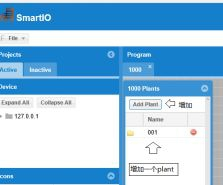 SmartIO
File
Projects
Program
Active Inactive
1000
Device
1000 Plants
Expand All Collapse All
Add Plant 增加
127.0.0.1
Name
001
增加一个plant
Icons